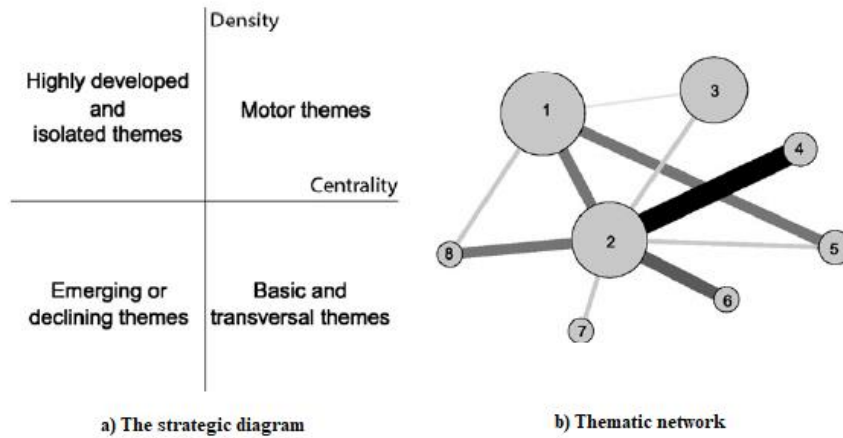 Density
Highly developed
and
isolated themes
Motor themes
Centrality
Emerging or
declining themes
Basic and
transversal themes
a) The strategic diagram
1
3
4
2
5
8
6
7
b) Thematic network